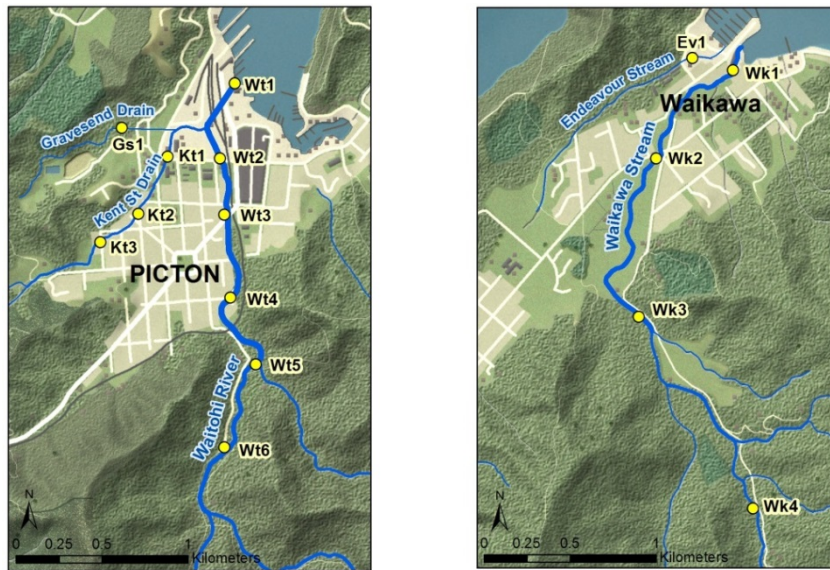 Wt1
Gravesend Drain
Gs1
Kt1
Wt2
Kent St Drain
Kt2
Wt3
Kt3
PICTON
Wt4
Wt5
Waitohi River
Wt6
N
0 0.25 0.5 1
Kilometers
Ev1
Wk1
Endeavour Stream
Waikawa
Wk2
Waikawa Stream
Wk3
Wk4
N
0 0.25 0.5 1
Kilometers